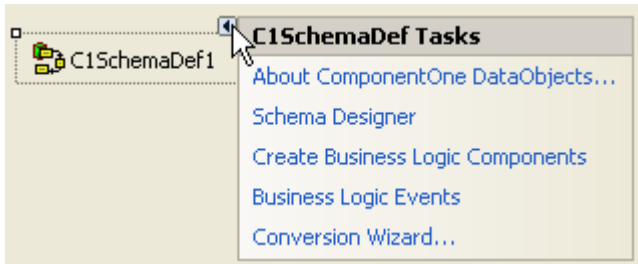 C1SchemaDef1
C1SchemaDef Tasks
About ComponentOne DataObjects...
Schema Designer
Create Business Logic Components
Business Logic Events
Conversion Wizard...